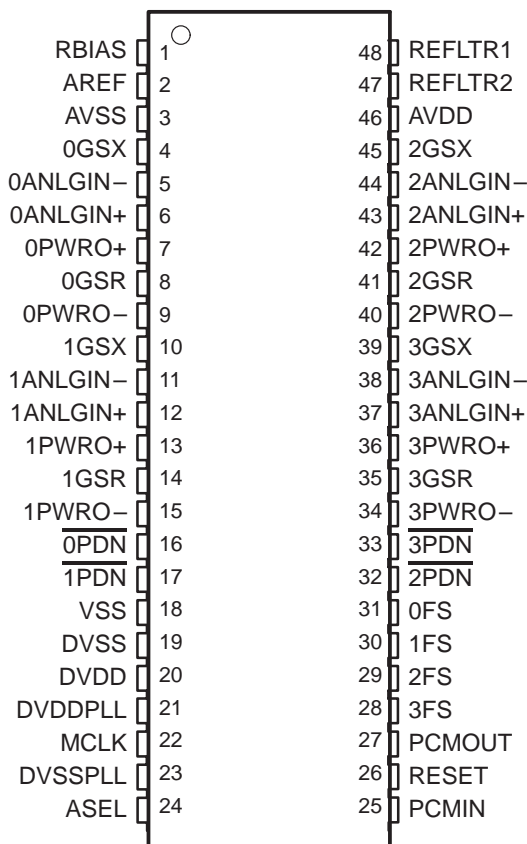 RBIAS 1 48 REFLTR1
AREF 2 47 REFLTR2
AVSS 3 46 AVDD
0GSX 4 45 2GSX
0ANLGIN− 5 44 2ANLGIN−
0ANLGIN+ 6 43 2ANLGIN+
0PWRO+ 7 42 2PWRO+
0GSR 8 41 2GSR
0PWRO− 9 40 2PWRO−
1GSX 10 39 3GSX
1ANLGIN− 11 38 3ANLGIN−
1ANLGIN+ 12 37 3ANLGIN+
1PWRO+ 13 36 3PWRO+
1GSR 14 35 3GSR
1PWRO− 15 34 3PWRO−
0PDN 16 33 3PDN
1PDN 17 32 2PDN
VSS 18 31 0FS
DVSS 19 30 1FS
DVDD 20 29 2FS
DVDDPLL 21 28 3FS
MCLK 22 27 PCMOUT
DVSSPLL 23 26 RESET
ASEL 24 25 PCMIN